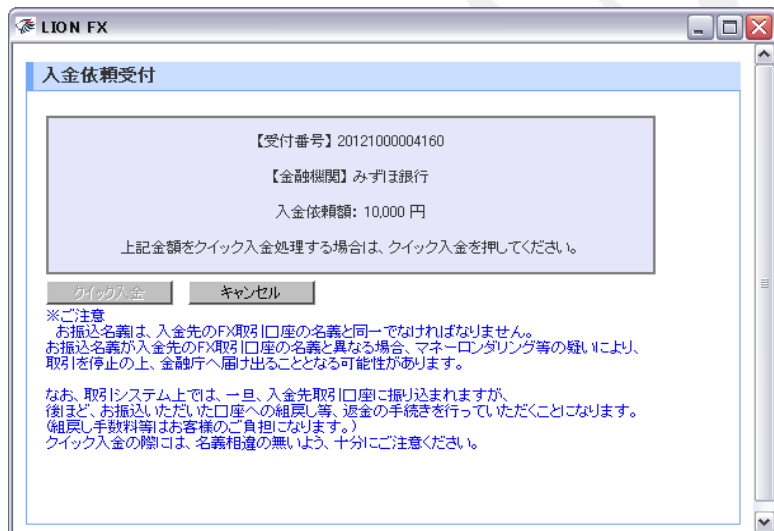 LION FX
入金依頼受付
【受付番号】20121000004160
【金融機関】みずほ銀行
入金依頼額: 10,000 円
上記金額をクイック入金処理する場合は、クイック入金を押してください。
クイック入金 キャンセル
※ご注意
お振込名義は、入金先のFX取引口座の名義と同一でなければなりません。
お振込名義が入金先のFX取引口座の名義と異なる場合、マネーロンダリング等の疑いにより、
取引を停止の上、金融庁へ届け出ることとなる可能性があります。
なお、取引システム上では、一旦、入金先取引口座に振り込まれますが、
後ほど、お振込いただいた口座への組戻し等、返金の手続きを行っていただくことになります。
(組戻し手数料等はお客様のご負担になります。)
クイック入金の際には、名義相違の無いよう、十分にご注意ください。